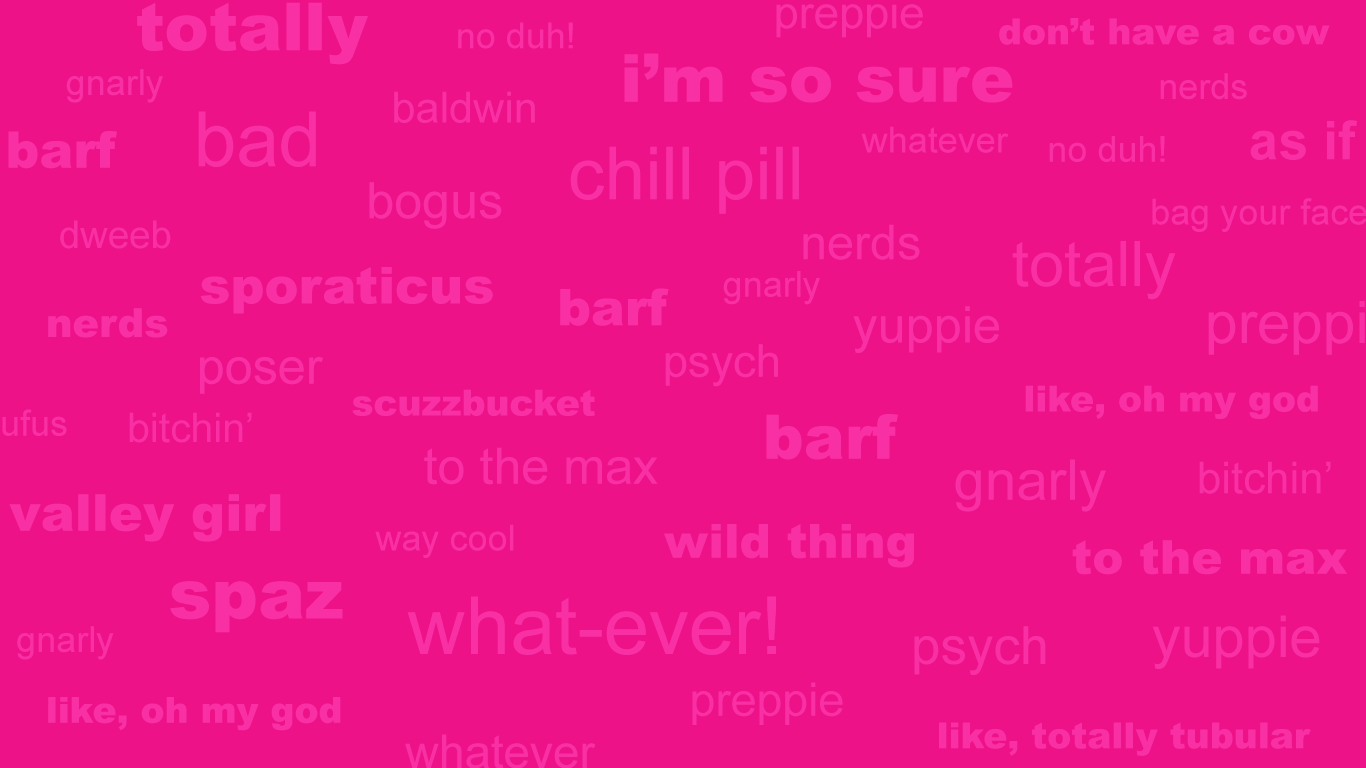 totally
no duh!
preppie
don't have a cow
gnarly
i'm so sure
nerds
baldwin
barf
bad
whatever
no duh!
as if
chill pill
bogus
bag your face
dweeb
nerds
totally
sporaticus
gnarly
barf
nerds
yuppie
preppi
poser
psych
scuzzbucket
like, oh my god
ufus
bitchin'
barf
to the max
gnarly
bitchin'
valley girl
way cool
wild thing
to the max
spaz
what-ever!
gnarly
psych
yuppie
preppie
like, oh my god
like, totally tubular
whatever